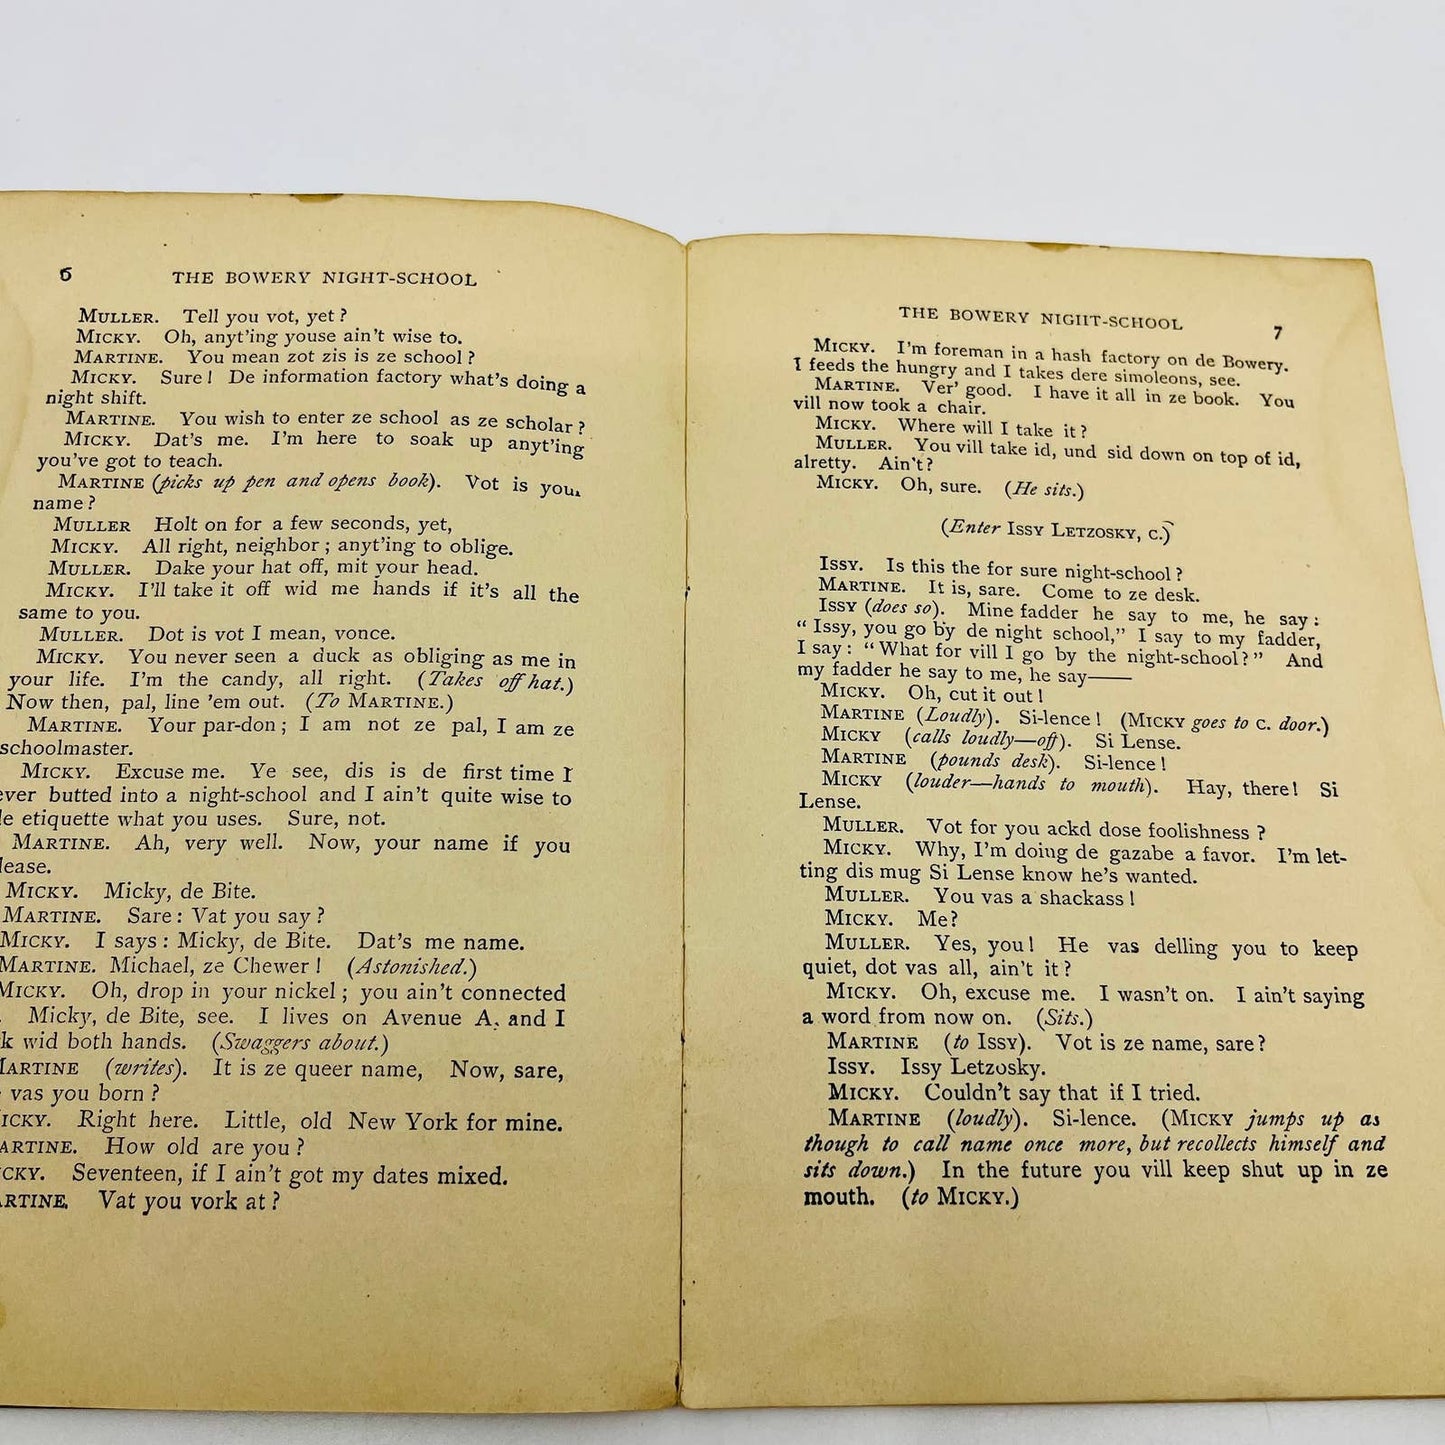 6 THE BOWERY NIGHT-SCHOOL
MULLER. Tell you vot, yet?
MICKY. Oh, anyt'ing youse ain't wise to.
MARTINE. You mean zot zis is ze school?
MICKY. Sure! De information factory what's doing a
night shift.
MARTINE. You wish to enter ze school as ze scholar?
MICKY. Dat's me. I'm here to soak up anyt'ing
you've got to teach.
MARTINE (picks up pen and opens book). Vot is you.
name?
MULLER Holt on for a few seconds, yet,
MICKY. All right, neighbor; anyt'ing to oblige.
MULLER. Dake your hat off, mit your head.
MICKY. I'll take it off wid me hands if it's all the
same to you.
MULLER. Dot is vot I mean, vonce.
MICKY. You never seen a duck as obliging as me in
your life. I'm the candy, all right. (Takes off hat.)
Now then, pal, line 'em out. (To MARTINE.)
MARTINE. Your par-don; I am not ze pal, I am ze
schoolmaster.
MICKY. Excuse me. Ye see, dis is de first time I
ver butted into a night-school and I ain't quite wise to
e etiquette what you uses. Sure, not.
MARTINE. Ah, very well. Now, your name if you
lease.
MICKY. Micky, de Bite.
MARTINE. Sare: Vat you say?
MICKY. I says: Micky, de Bite. Dat's me name.
MARTINE. Michael, ze Chewer! (Astonished.)
MICKY. Oh, drop in your nickel; you ain't connected
. Micky, de Bite, see. I lives on Avenue A, and I
k wid both hands. (Swaggers about.)
MARTINE (writes). It is ze queer name, Now, sare,
vas you born?
ICKY. Right here. Little, old New York for mine.
ARTINE. How old are you?
CKY. Seventeen, if I ain't got my dates mixed.
RTINE. Vat you vork at?
THE BOWERY NIGHT-SCHOOL 7
MICKY. I'm foreman in a hash factory on de Bowery.
I feeds the hungry and I takes dere simoleons, see.
MARTINE. Ver' good. I have it all in ze book. You
vill now took a chair.
MICKY. Where will I take it?
MULLER. You vill take id, und sid down on top of id,
alretty. Ain't?
MICKY. Oh, sure. (He sits.)
(Enter ISSY LETZOSKY, C.)
ISSY. Is this the for sure night-school?
MARTINE. It is, sare. Come to ze desk.
ISSY (does so). Mine fadder he say to me, he say:
"Issy, you go by de night school," I say to my fadder,
I say: "What for vill I go by the night-school?" And
my fadder he say to me, he say——
MICKY. Oh, cut it out!
MARTINE (Loudly). Si-lence! (MICKY goes to C. door.)
MICKY (calls loudly—off). Si Lense.
MARTINE (pounds desk). Si-lence!
MICKY (louder—hands to mouth). Hay, there! Si
Lense.
MULLER. Vot for you ackd dose foolishness?
MICKY. Why, I'm doing de gazabe a favor. I'm let-
ting dis mug Si Lense know he's wanted.
MULLER. You vas a shackass!
MICKY. Me?
MULLER. Yes, you! He vas delling you to keep
quiet, dot vas all, ain't it?
MICKY. Oh, excuse me. I wasn't on. I ain't saying
a word from now on. (Sits.)
MARTINE (to ISSY). Vot is ze name, sare?
ISSY. Issy Letzosky.
MICKY. Couldn't say that if I tried.
MARTINE (loudly). Si-lence. (MICKY jumps up as
though to call name once more, but recollects himself and
sits down.) In the future you vill keep shut up in ze
mouth. (to MICKY.)